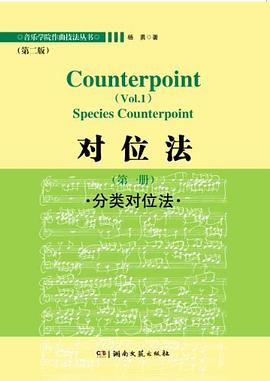 ◎音乐学院作曲技法丛书◎ 杨勇◎著
(第二版)
Counterpoint
(Vol.1)
Species Counterpoint
对位法
(第一册)
·分类对位法·
湖南文艺出版社